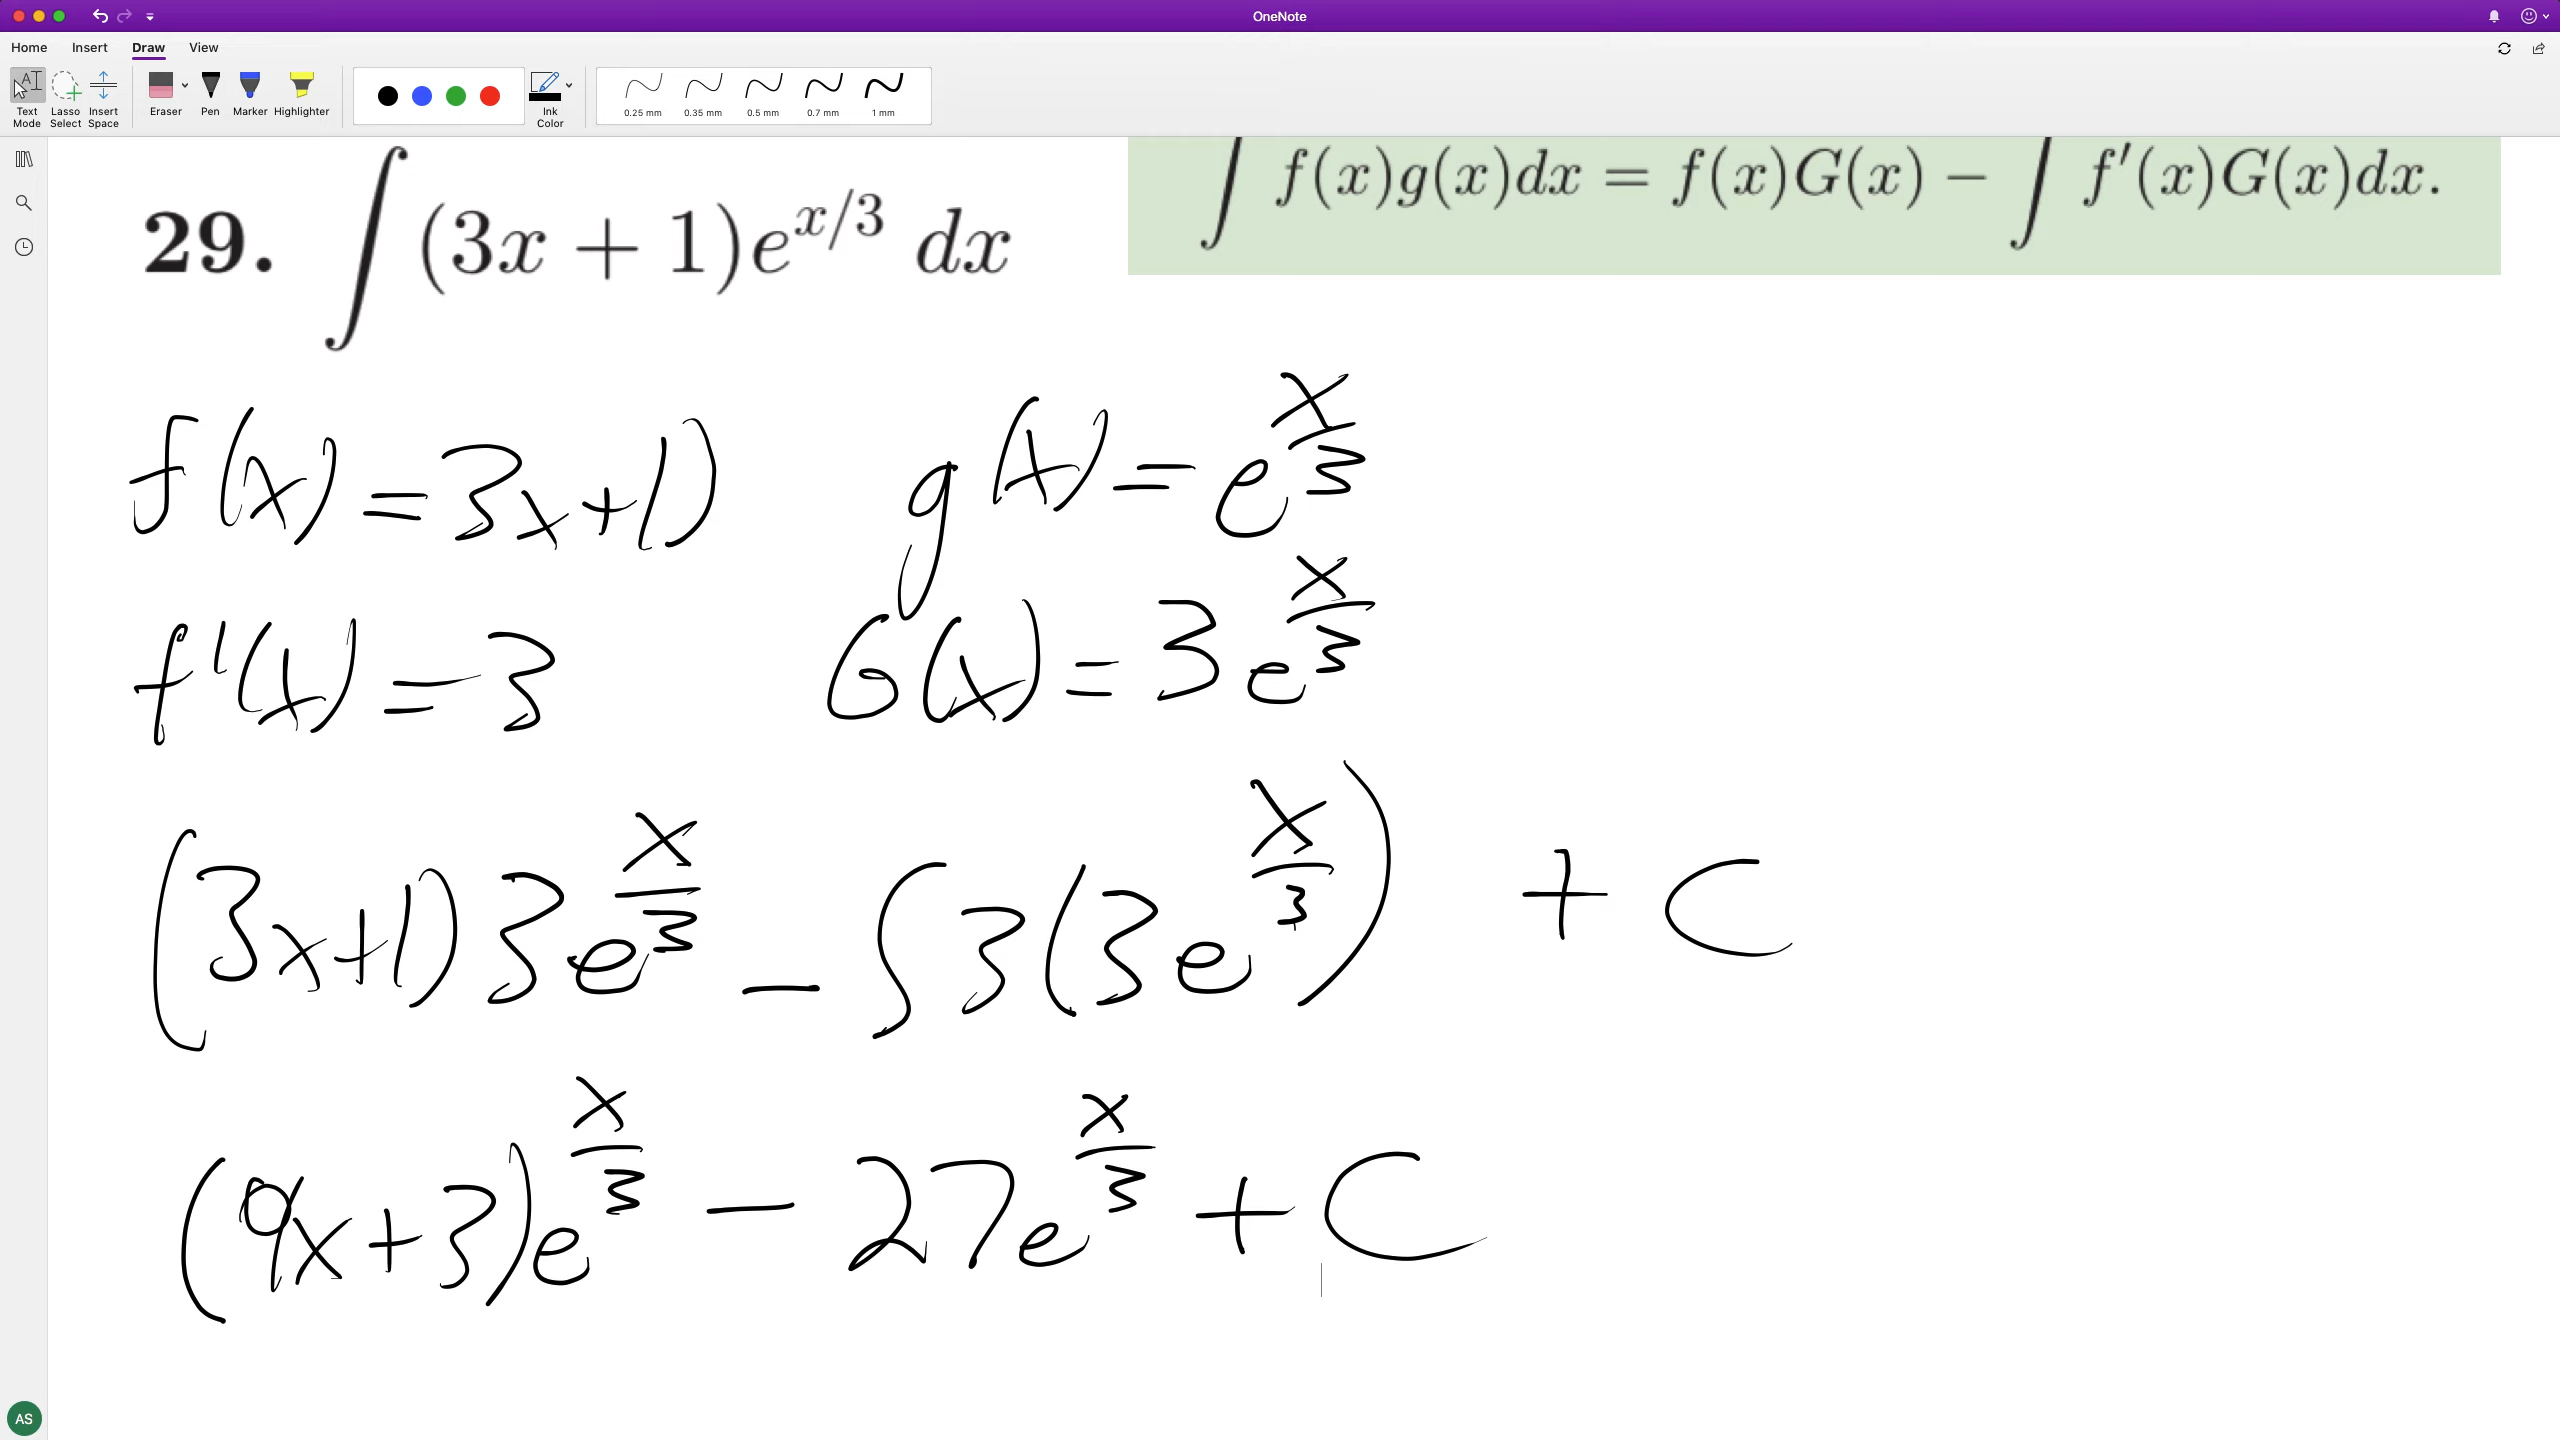 OneNote
Home Insert Draw View
Text Mode Lasso Select Insert Space Eraser Pen Marker Highlighter Ink Color 0.25 mm 0.35 mm 0.5 mm 0.7 mm 1 mm
29. ∫(3x + 1)e^{x/3} dx
∫ f(x)g(x)dx = f(x)G(x) − ∫ f′(x)G(x)dx.
f(x) = 3x+1) g(x) = e^{x/3}
f'(x) = 3 G(x) = 3e^{x/3}
(3x+1)3e^{x/3} − ∫3(3e^{x/3}) + C
(9x+3)e^{x/3} − 27e^{x/3} + C
AS